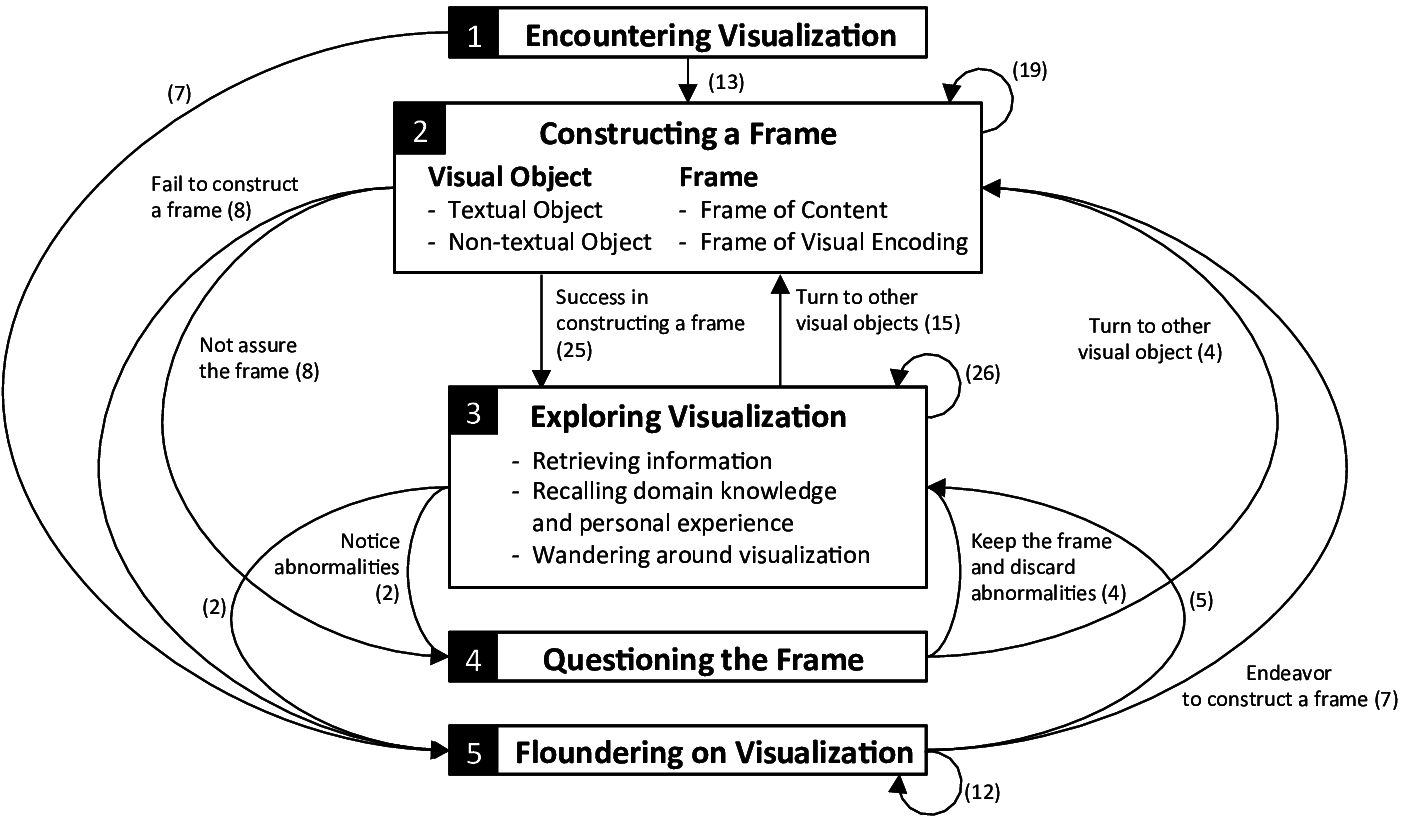 1 Encountering Visualization
(7)
(13)
(19)
2 Constructing a Frame
Visual Object
- Textual Object
- Non-textual Object
Frame
- Frame of Content
- Frame of Visual Encoding
Fail to construct
a frame (8)
Not assure
the frame (8)
Success in
constructing a frame
(25)
Turn to other
visual objects (15)
Turn to other
visual object (4)
(26)
3 Exploring Visualization
- Retrieving information
- Recalling domain knowledge
and personal experience
- Wandering around visualization
Notice
abnormalities
(2)
(2)
Keep the frame
and discard
abnormalities (4)
(5)
4 Questioning the Frame
Endeavor
to construct a frame (7)
5 Floundering on Visualization
(12)